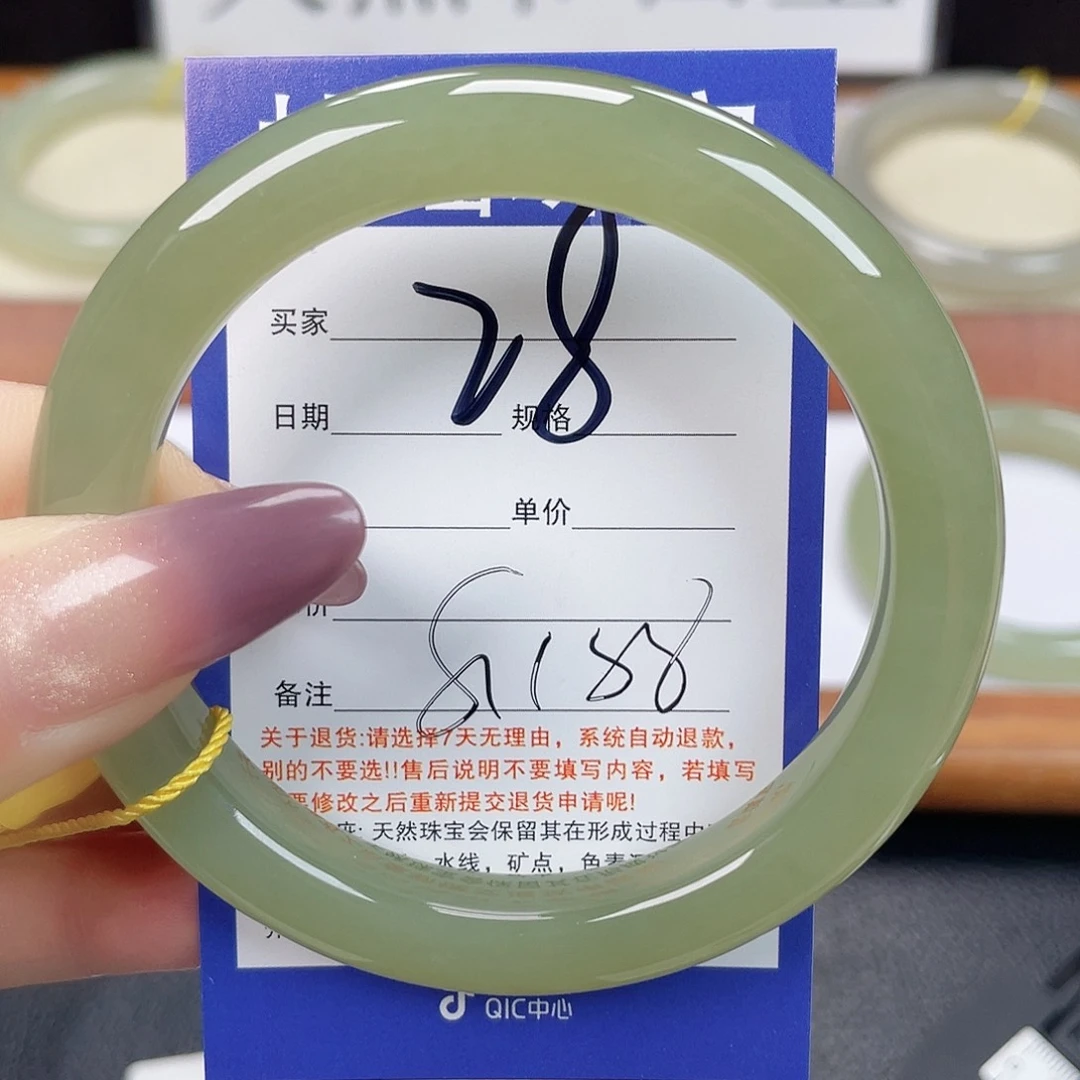 28
买家
日期 规格
单价
价
备注
关于退货:请选择7天无理由，系统自动退款，
别的不要选!!售后说明不要填写内容，若填写
要修改之后重新提交退货申请呢!
天然珠宝会保留其在形成过程中
水线，矿点，色素
QIC中心